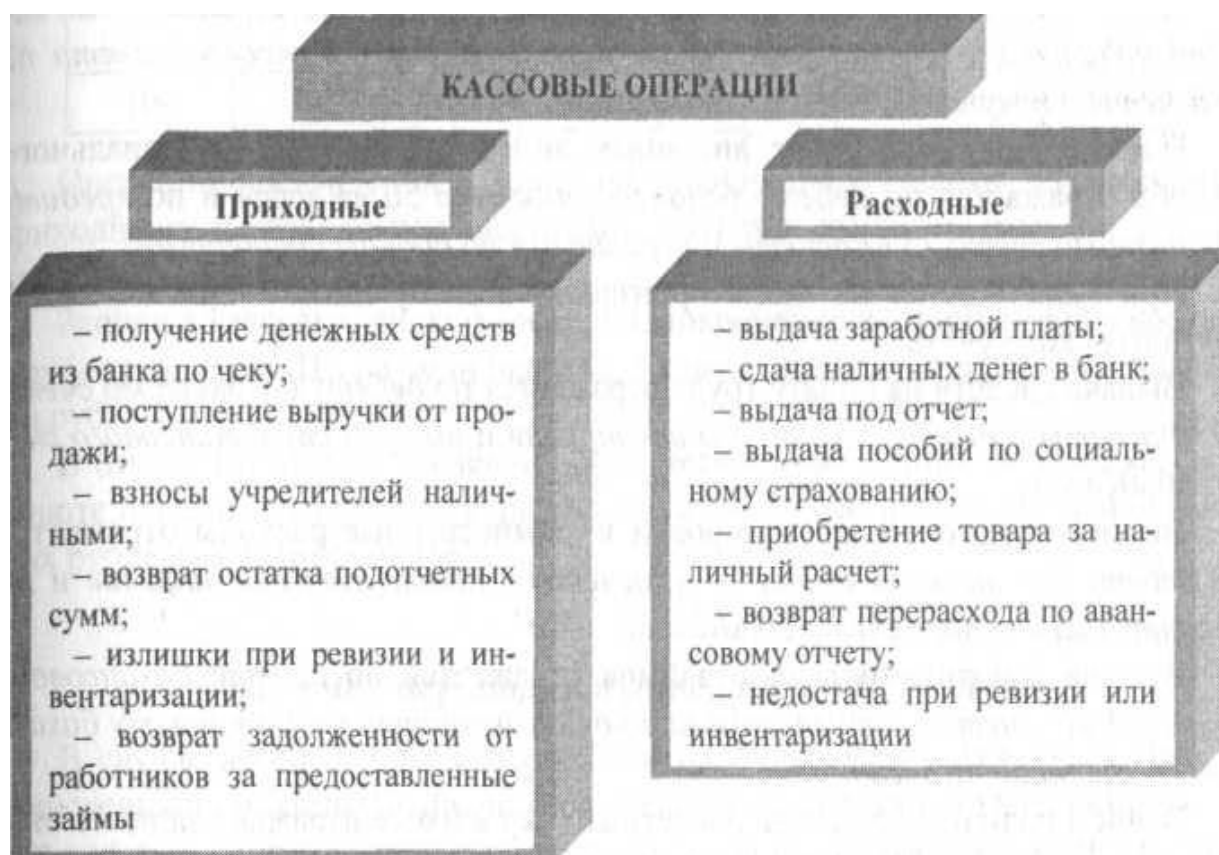 КАССОВЫЕ ОПЕРАЦИИ
Приходные
– получение денежных средств
из банка по чеку;
– поступление выручки от про-
дажи;
– взносы учредителей налич-
ными;
– возврат остатка подотчетных
сумм;
– излишки при ревизии и ин-
вентаризации;
– возврат задолженности от
работников за предоставленные
займы
Расходные
– выдача заработной платы;
– сдача наличных денег в банк;
– выдача под отчет;
– выдача пособий по социаль-
ному страхованию;
– приобретение товара за на-
личный расчет;
– возврат перерасхода по аван-
совому отчету;
– недостача при ревизии или
инвентаризации